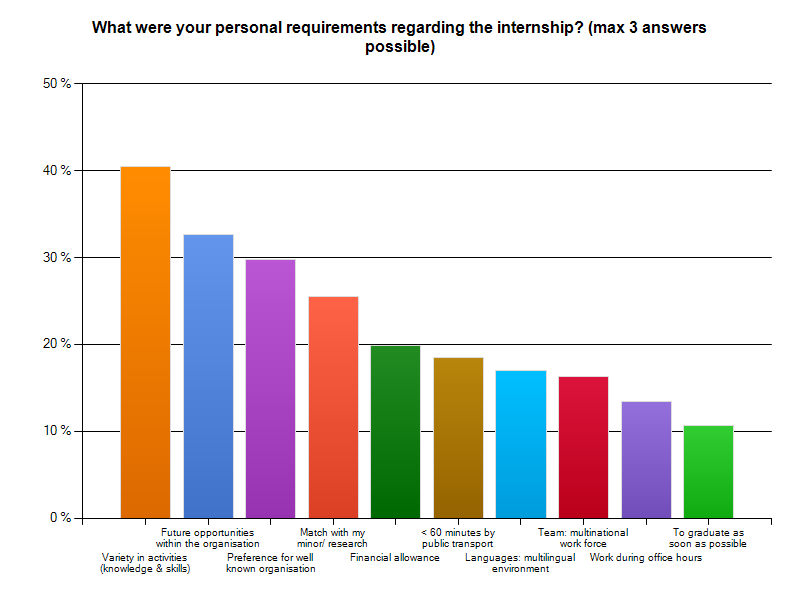 What were your personal requirements regarding the internship? (max 3 answers
possible)
50 %
40 %
30 %
20 %
10 %
0 %
Variety in activities
(knowledge & skills)
Future opportunities
within the organisation
Preference for well
known organisation
Match with my
minor/ research
Financial allowance
< 60 minutes by
public transport
Languages: multilingual
environment
Team: multinational
work force
Work during office hours
To graduate as
soon as possible